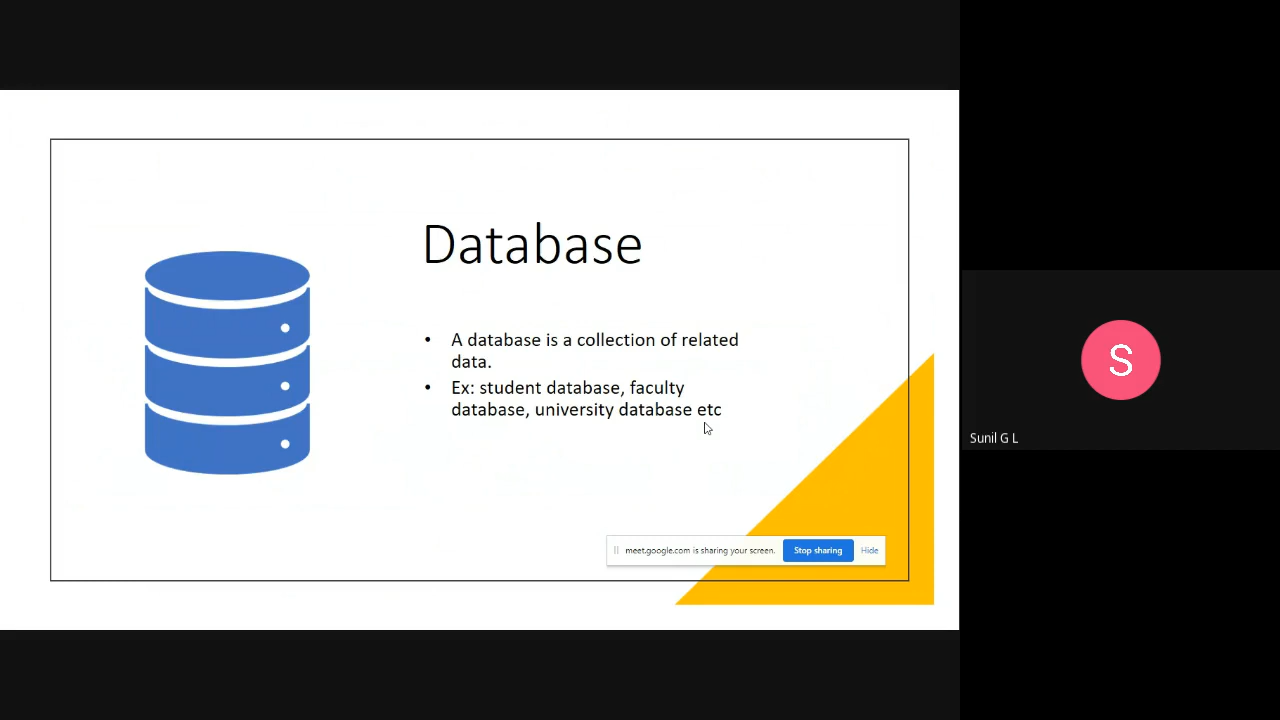 Database
• A database is a collection of related
data.
• Ex: student database, faculty
database, university database etc
meet.google.com is sharing your screen.
Stop sharing
Hide
S
Sunil G L